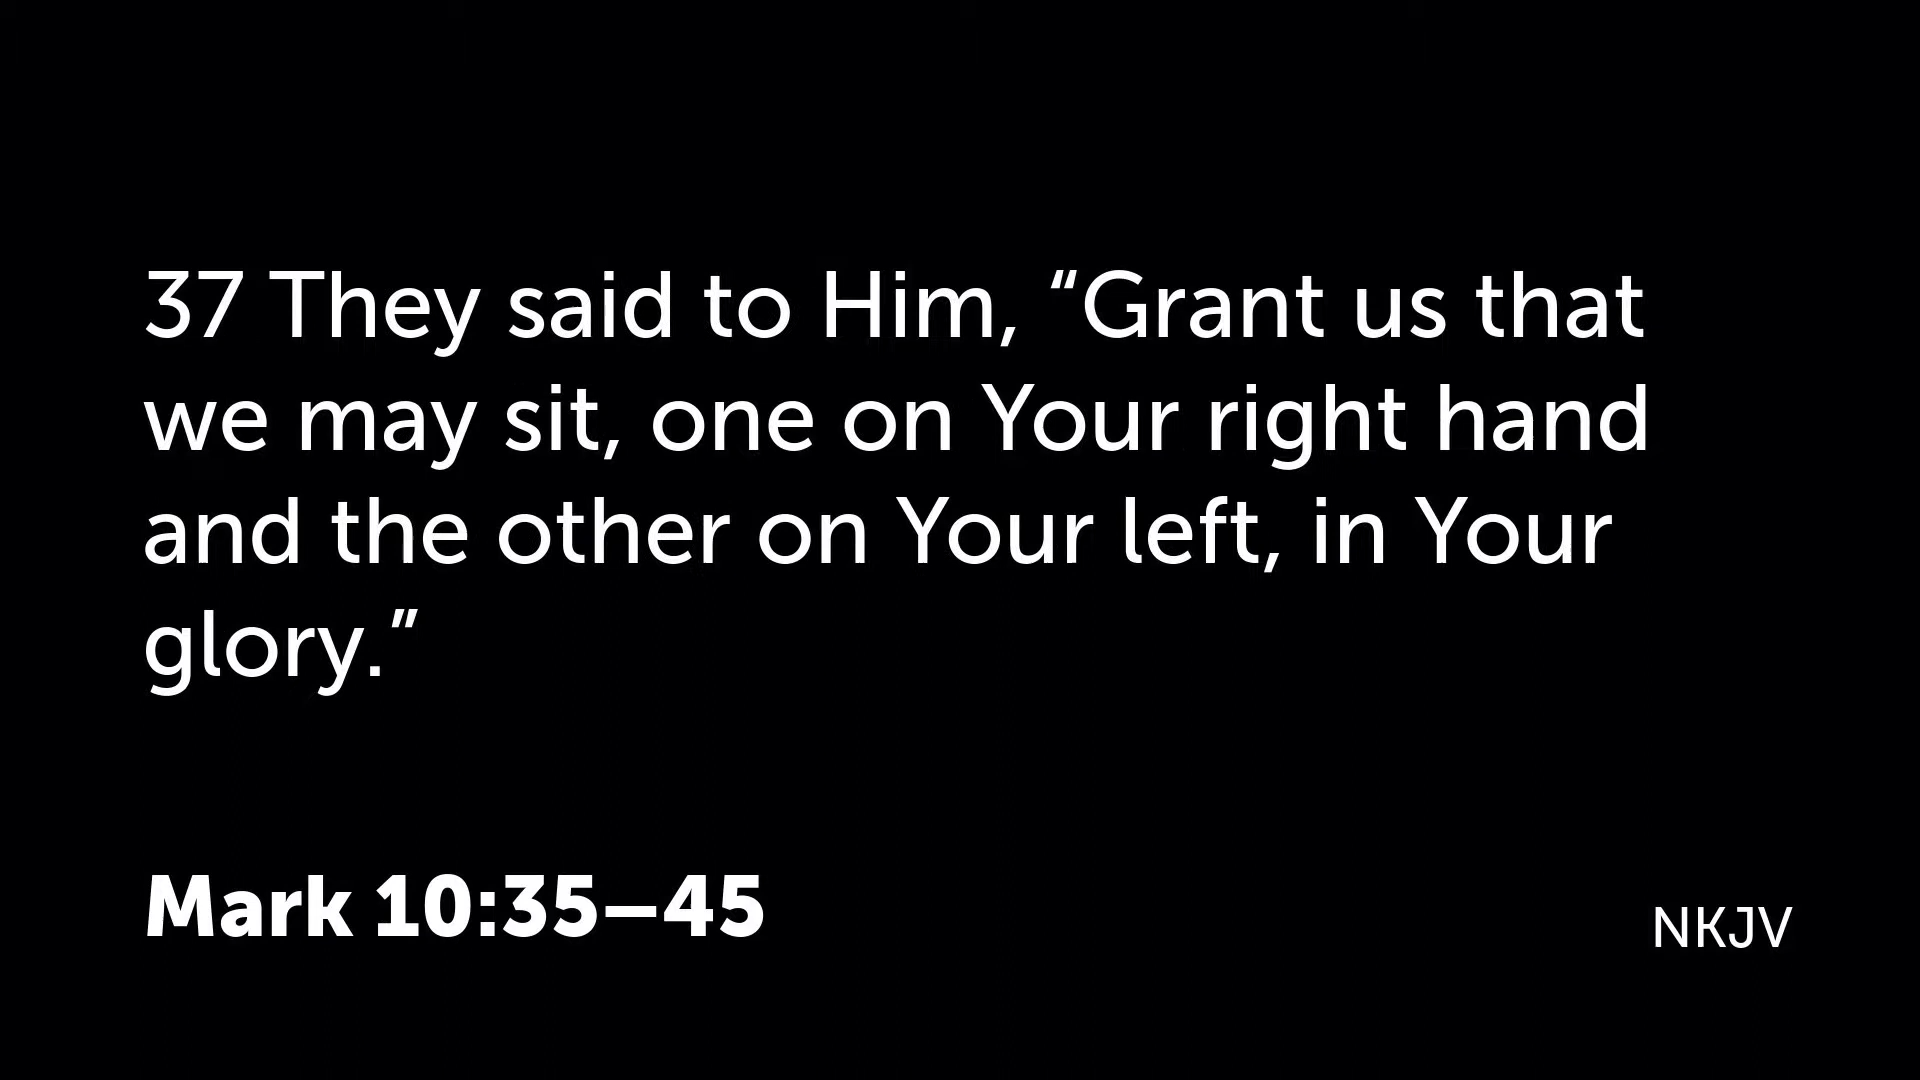 37 They said to Him, “Grant us that
we may sit, one on Your right hand
and the other on Your left, in Your
glory.”
Mark 10:35–45
NKJV